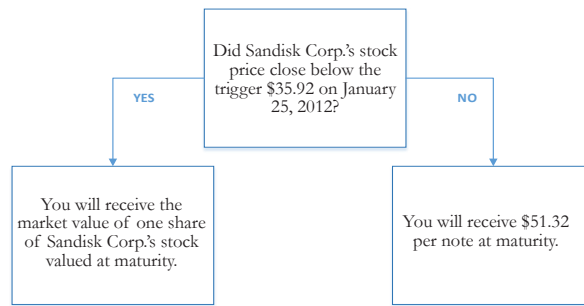 Did Sandisk Corp.'s stock
price close below the
trigger $35.92 on January
25, 2012?
YES
NO
You will receive the
market value of one share
of Sandisk Corp.'s stock
valued at maturity.
You will receive $51.32
per note at maturity.